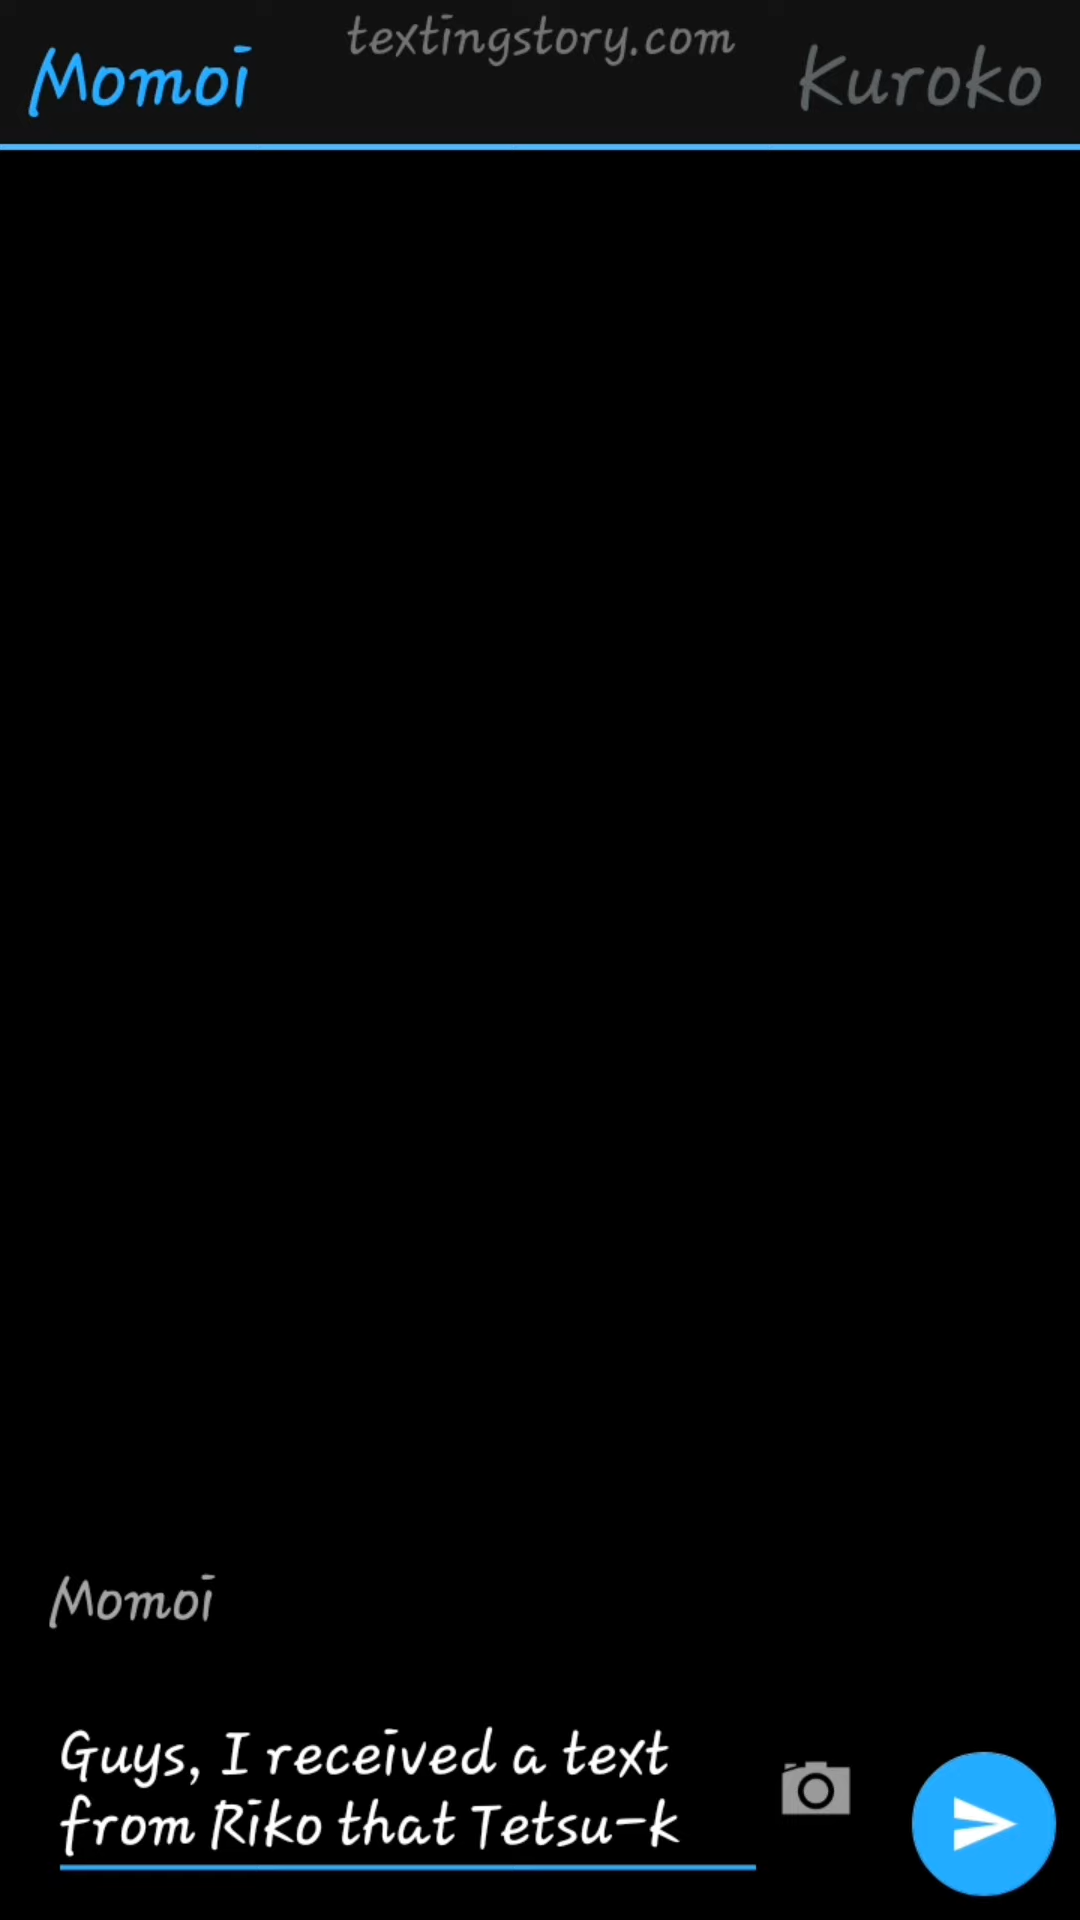 textingstory.com
Momoi
Kuroko
Momoi
Guys, I received a text
from Riko that Tetsu-k